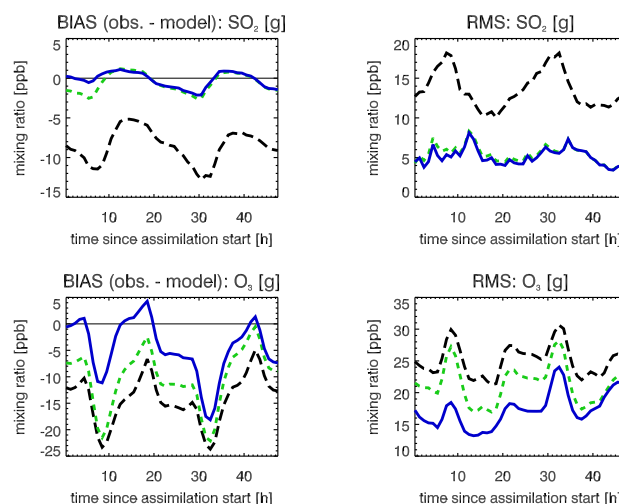 BIAS (obs. - model): SO₂ [g]
mixing ratio [ppb]
5
0
-5
-10
-15
10 20 30 40
time since assimilation start [h]
RMS: SO₂ [g]
mixing ratio [ppb]
20
15
10
5
0
10 20 30 40
time since assimilation start [h]
BIAS (obs. - model): O₃ [g]
mixing ratio [ppb]
5
0
-5
-10
-15
-20
-25
10 20 30 40
time since assimilation start [h]
RMS: O₃ [g]
mixing ratio [ppb]
35
30
25
20
15
10
10 20 30 40
time since assimilation start [h]